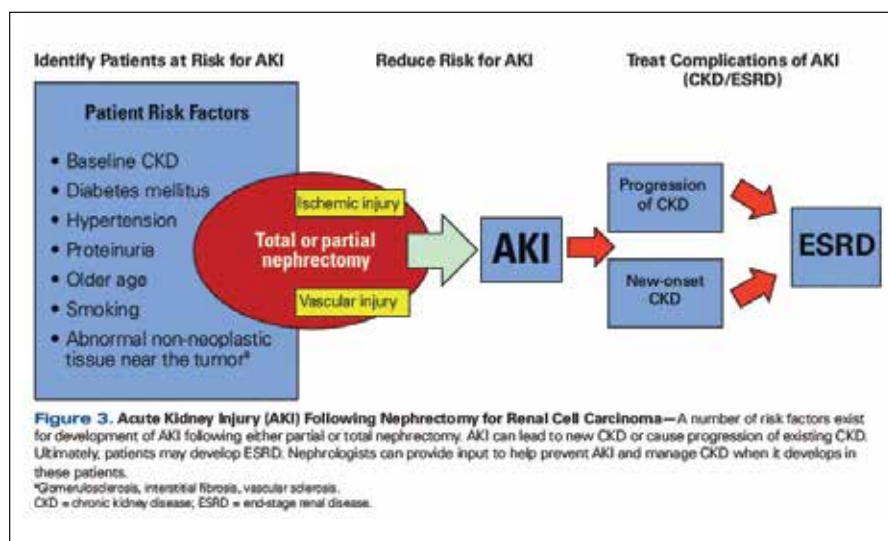 Identify Patients at Risk for AKI
Reduce Risk for AKI
Treat Complications of AKI
(CKD/ESRD)
Patient Risk Factors
• Baseline CKD
• Diabetes mellitus
• Hypertension
• Proteinuria
• Older age
• Smoking
• Abnormal non-neoplastic
tissue near the tumorª
Ischemic injury
Total or partial
nephrectomy
Vascular injury
AKI
Progression
of CKD
New-onset
CKD
ESRD
Figure 3. Acute Kidney Injury (AKI) Following Nephrectomy for Renal Cell Carcinoma—A number of risk factors exist
for development of AKI following either partial or total nephrectomy. AKI can lead to new CKD or cause progression of existing CKD.
Ultimately, patients may develop ESRD. Nephrologists can provide input to help prevent AKI and manage CKD when it develops in
these patients.
ªGlomerulosclerosis, interstitial fibrosis, vascular sclerosis.
CKD = chronic kidney disease; ESRD = end-stage renal disease.